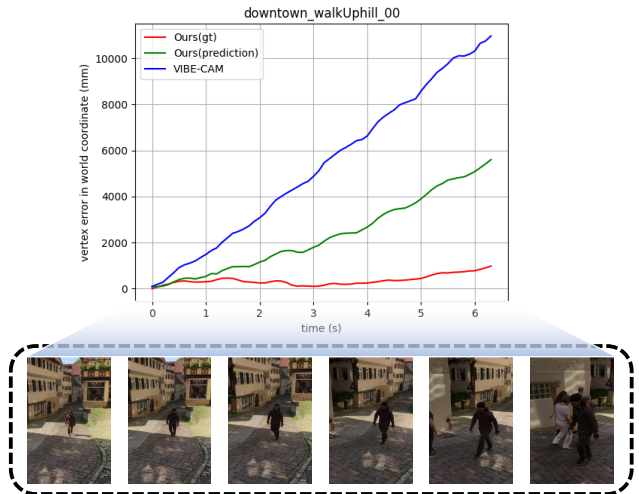 downtown_walkUphill_00
Ours(gt)
Ours(prediction)
VIBE-CAM
vertex error in world coordinate (mm)
10000
8000
6000
4000
2000
0
0 1 2 3 4 5 6
time (s)